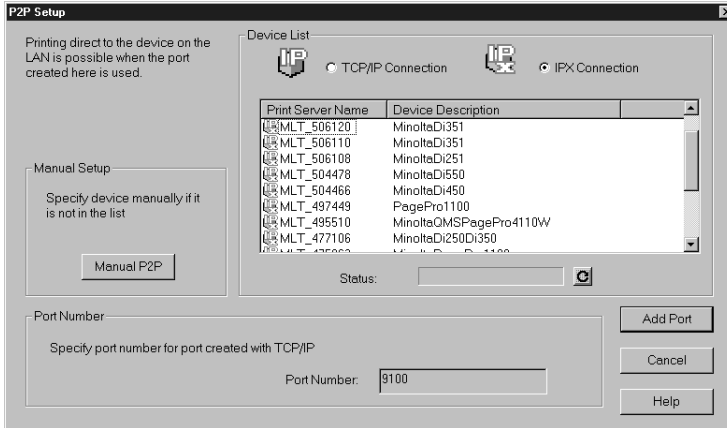 P2P Setup
Printing direct to the device on the
LAN is possible when the port
created here is used.
Device List
IP
TCP/IP Connection
IPX
IPX Connection
Print Server Name Device Description
MLT_506120 MinoltaDi351
MLT_506110 MinoltaDi351
MLT_506108 MinoltaDi251
MLT_504478 MinoltaDi550
MLT_504466 MinoltaDi450
MLT_497449 PagePro1100
MLT_495510 MinoltaQMSPagePro4110W
MLT_477106 MinoltaDi250Di350
Manual Setup
Specify device manually if it
is not in the list
Manual P2P
Status:
Port Number
Specify port number for port created with TCP/IP
Port Number: 9100
Add Port
Cancel
Help